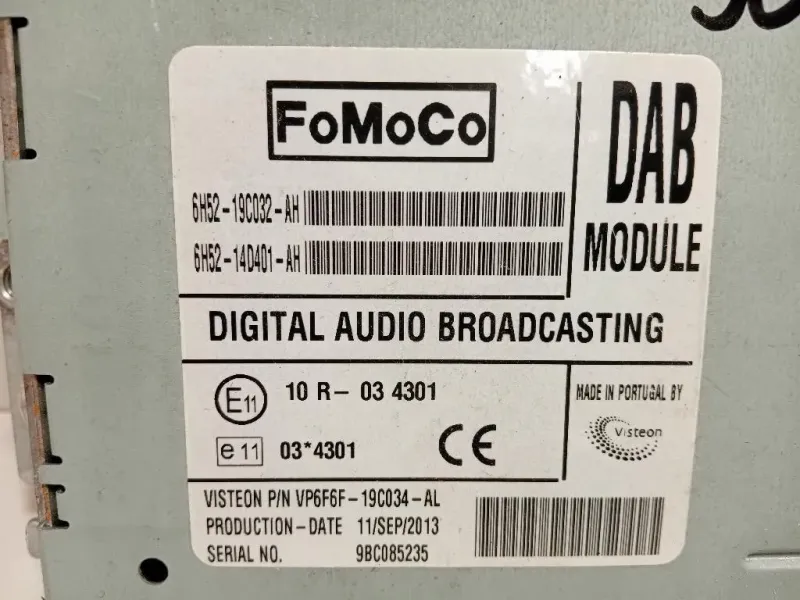 FoMoCo
DAB
MODULE
6H52-19C032-AH
6H52-14D401-AH
DIGITAL AUDIO BROADCASTING
E11 10 R- 03 4301
e 11 03*4301 CE
MADE IN PORTUGAL BY
Visteon
VISTEON P/N VP6F6F-19C034-AL
PRODUCTION-DATE 11/SEP/2013
SERIAL NO. 9BC085235